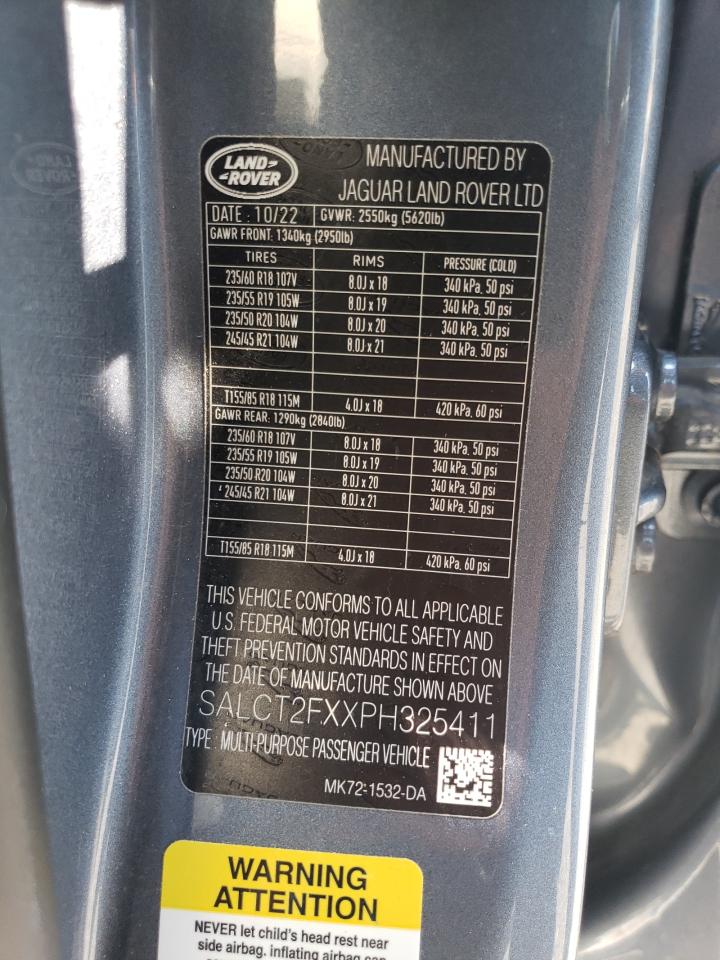 LAND ROVER
MANUFACTURED BY
JAGUAR LAND ROVER LTD
DATE : 10/22 GVWR: 2550kg (5620lb)
GAWR FRONT: 1340kg (2950lb)
TIRES RIMS PRESSURE (COLD)
235/60 R18 107V 8.0J x 18 340 kPa, 50 psi
235/55 R19 105W 8.0J x 19 340 kPa, 50 psi
235/50 R20 104W 8.0J x 20 340 kPa, 50 psi
245/45 R21 104W 8.0J x 21 340 kPa, 50 psi
T155/85 R18 115M 4.0J x 18 420 kPa, 60 psi
GAWR REAR: 1290kg (2840lb)
235/60 R18 107V 8.0J x 18 340 kPa, 50 psi
235/55 R19 105W 8.0J x 19 340 kPa, 50 psi
235/50 R20 104W 8.0J x 20 340 kPa, 50 psi
245/45 R21 104W 8.0J x 21 340 kPa, 50 psi
T155/85 R18 115M 4.0J x 18 420 kPa, 60 psi
THIS VEHICLE CONFORMS TO ALL APPLICABLE
U.S. FEDERAL MOTOR VEHICLE SAFETY AND
THEFT PREVENTION STANDARDS IN EFFECT ON
THE DATE OF MANUFACTURE SHOWN ABOVE
SALCT2FXXPH325411
TYPE : MULTI-PURPOSE PASSENGER VEHICLE
MK72-1532-DA
WARNING
ATTENTION
NEVER let child's head rest near
side airbag, inflating airbag can